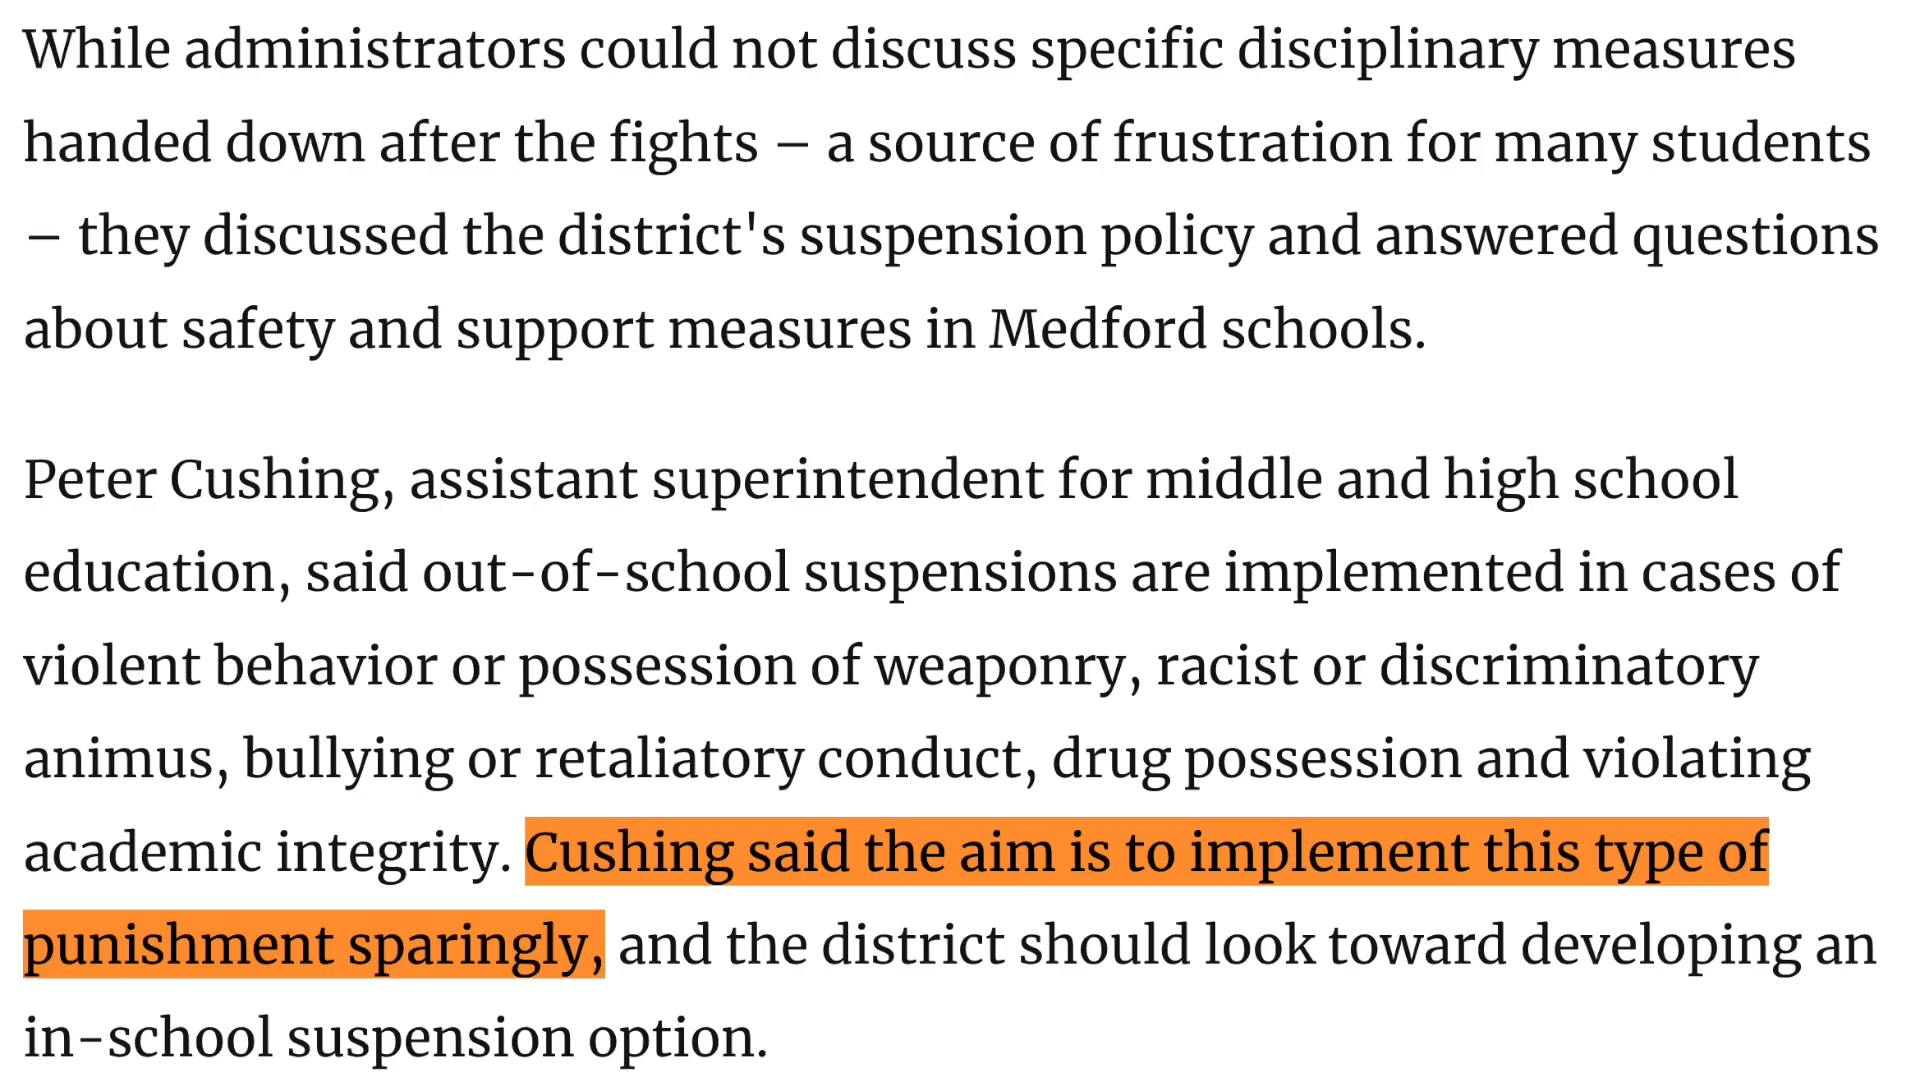 While administrators could not discuss specific disciplinary measures
handed down after the fights – a source of frustration for many students
– they discussed the district's suspension policy and answered questions
about safety and support measures in Medford schools.
Peter Cushing, assistant superintendent for middle and high school
education, said out-of-school suspensions are implemented in cases of
violent behavior or possession of weaponry, racist or discriminatory
animus, bullying or retaliatory conduct, drug possession and violating
academic integrity. Cushing said the aim is to implement this type of
punishment sparingly, and the district should look toward developing an
in-school suspension option.